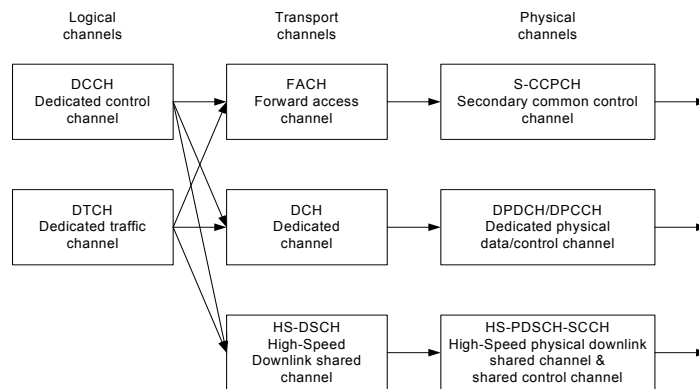 Logical
channels
Transport
channels
Physical
channels
DCCH
Dedicated control
channel
FACH
Forward access
channel
S-CCPCH
Secondary common control
channel
DTCH
Dedicated traffic
channel
DCH
Dedicated
channel
DPDCH/DPCCH
Dedicated physical
data/control channel
HS-DSCH
High-Speed
Downlink shared
channel
HS-PDSCH-SCCH
High-Speed physical downlink
shared channel &
shared control channel